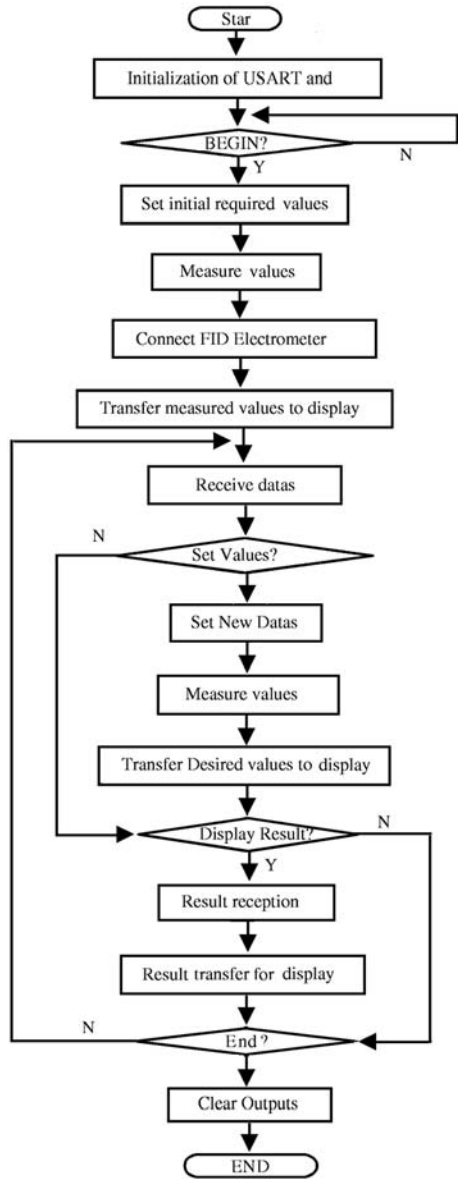 Star
Initialization of USART and
BEGIN?
N
Y
Set initial required values
Measure values
Connect FID Electrometer
Transfer measured values to display
Receive datas
N
Set Values?
Set New Datas
Measure values
Transfer Desired values to display
Display Result?
N
Y
Result reception
Result transfer for display
N
End ?
Clear Outputs
END